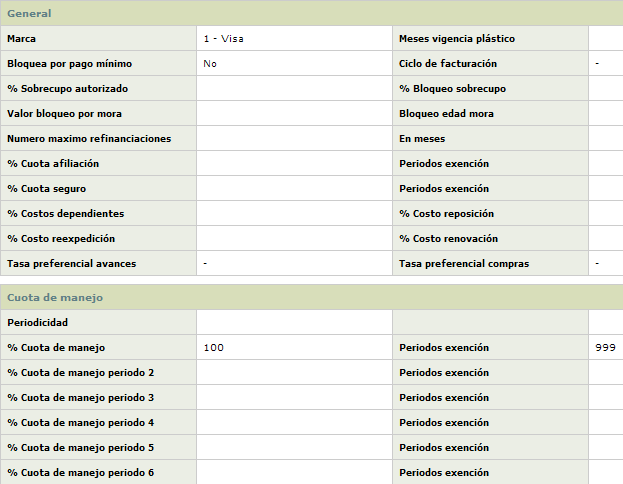 General
Marca 1 - Visa Meses vigencia plástico
Bloquea por pago mínimo No Ciclo de facturación -
% Sobrecupo autorizado % Bloqueo sobrecupo
Valor bloqueo por mora Bloqueo edad mora
Numero maximo refinanciaciones En meses
% Cuota afiliación Periodos exención
% Cuota seguro Periodos exención
% Costos dependientes % Costo reposición
% Costo reexpedición % Costo renovación
Tasa preferencial avances - Tasa preferencial compras -
Cuota de manejo
Periodicidad
% Cuota de manejo 100 Periodos exención 999
% Cuota de manejo periodo 2 Periodos exención
% Cuota de manejo periodo 3 Periodos exención
% Cuota de manejo periodo 4 Periodos exención
% Cuota de manejo periodo 5 Periodos exención
% Cuota de manejo periodo 6 Periodos exención